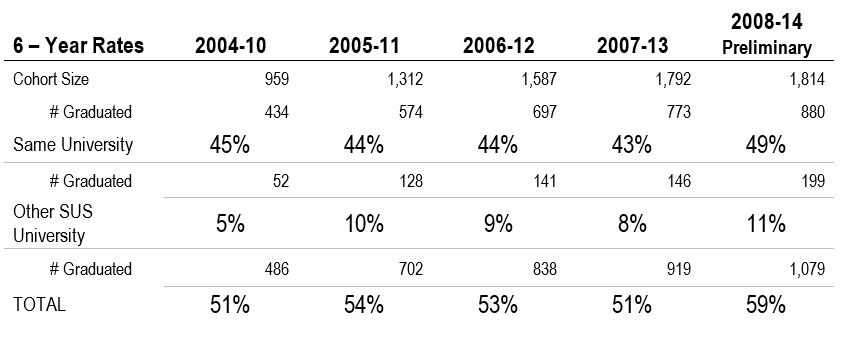 2008-14
6 – Year Rates 2004-10 2005-11 2006-12 2007-13 Preliminary
Cohort Size 959 1,312 1,587 1,792 1,814
# Graduated 434 574 697 773 880
Same University 45% 44% 44% 43% 49%
# Graduated 52 128 141 146 199
Other SUS
University 5% 10% 9% 8% 11%
# Graduated 486 702 838 919 1,079
TOTAL 51% 54% 53% 51% 59%